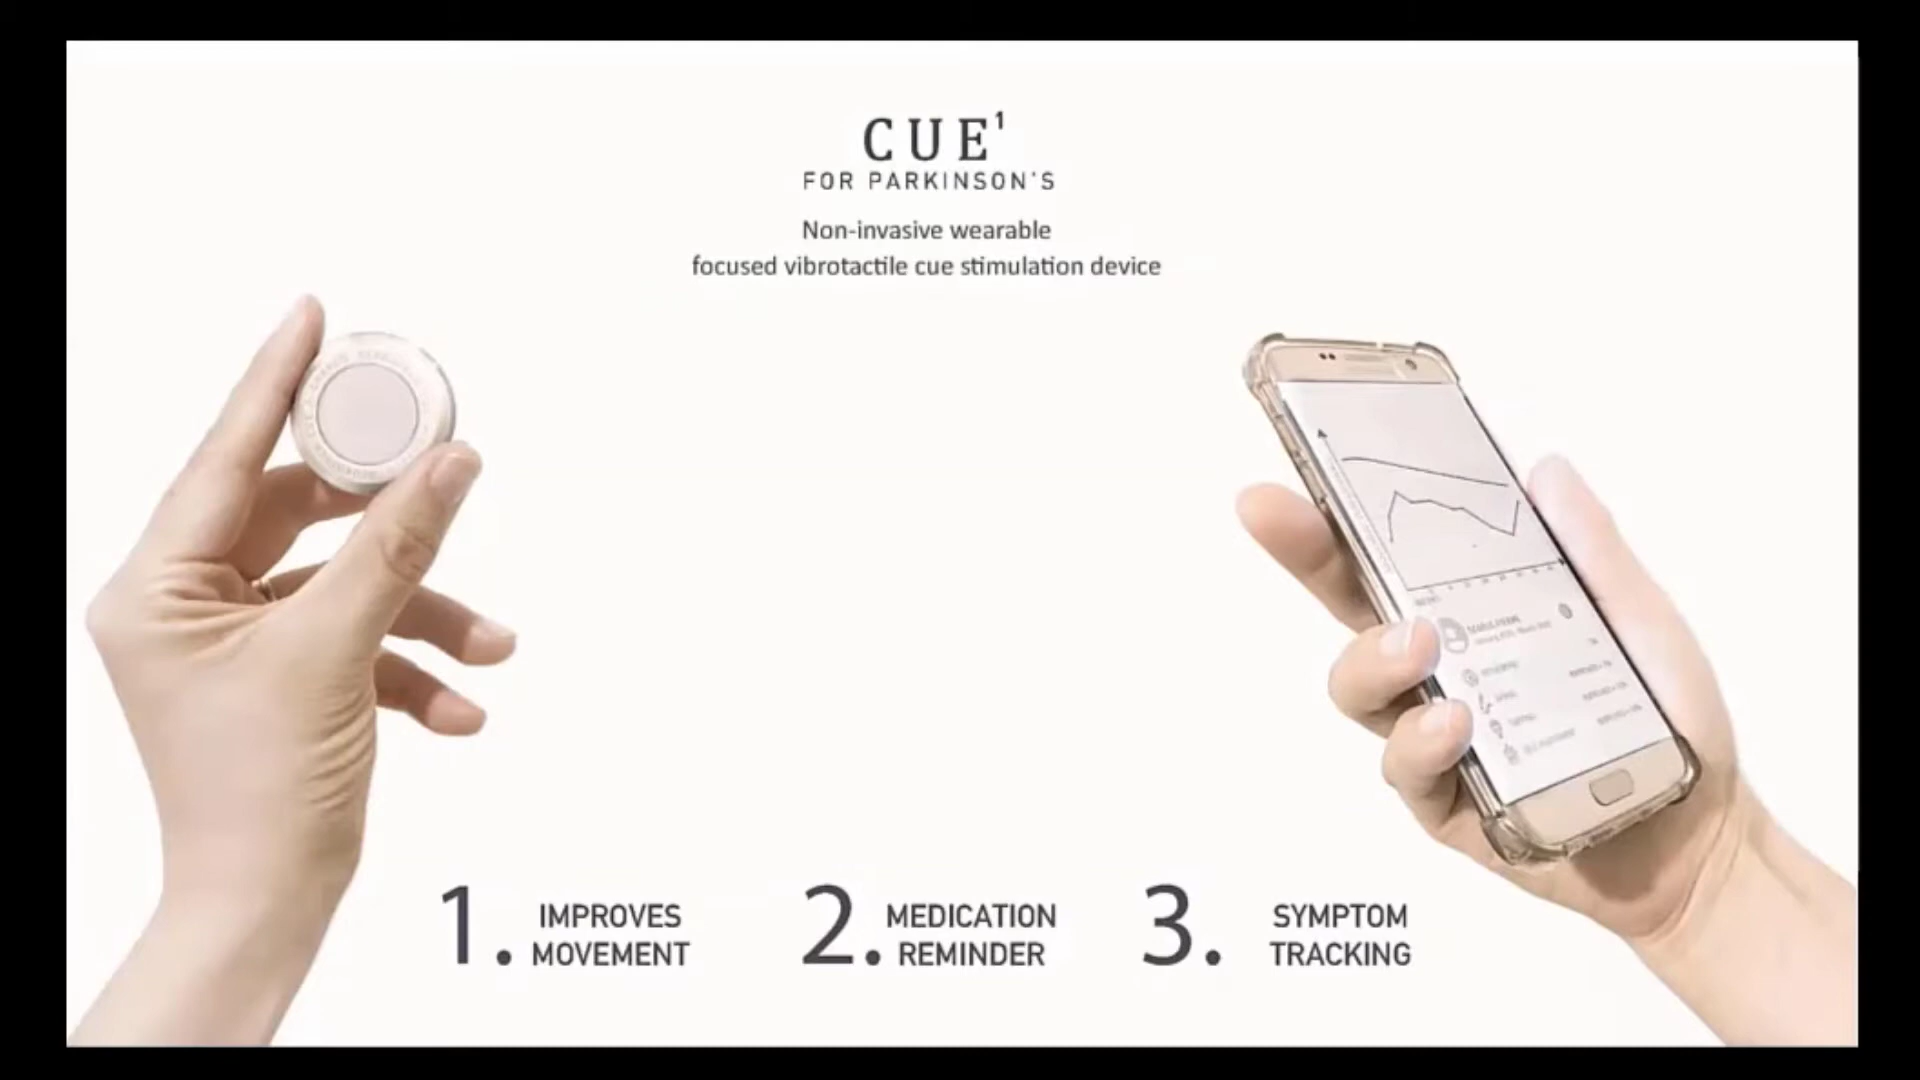 CUE¹
FOR PARKINSON'S
Non-invasive wearable
focused vibrotactile cue stimulation device
1. IMPROVES
MOVEMENT
2. MEDICATION
REMINDER
3. SYMPTOM
TRACKING